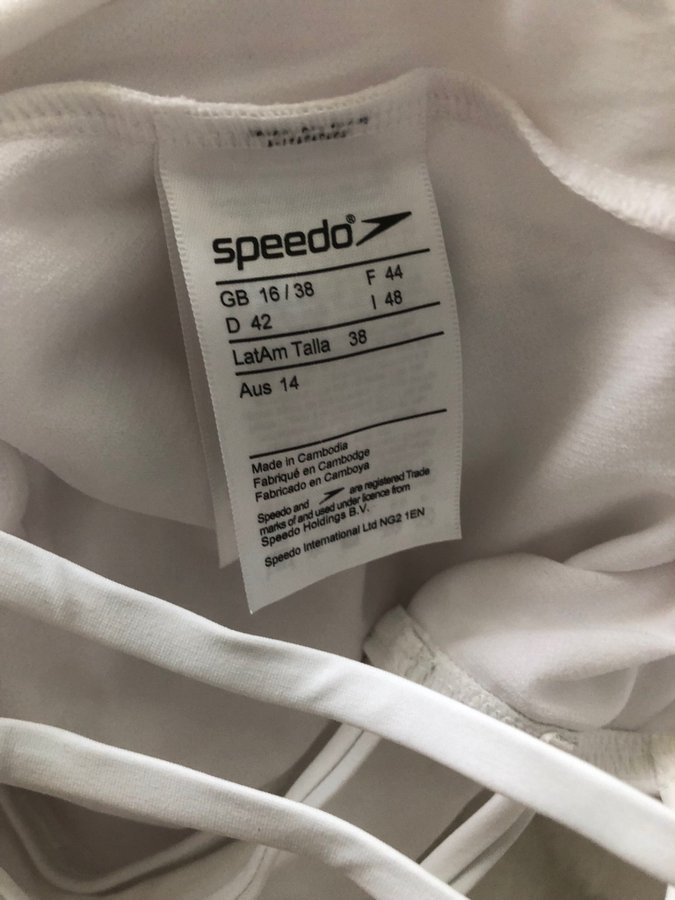 speedo®
GB 16 / 38 F 44
D 42 I 48
LatAm Talla 38
Aus 14
Made in Cambodia
Fabriqué en Cambodge
Fabricado en Camboya
Speedo and are registered Trade
marks of and used under licence from
Speedo Holdings B.V.
Speedo International Ltd NG2 1EN